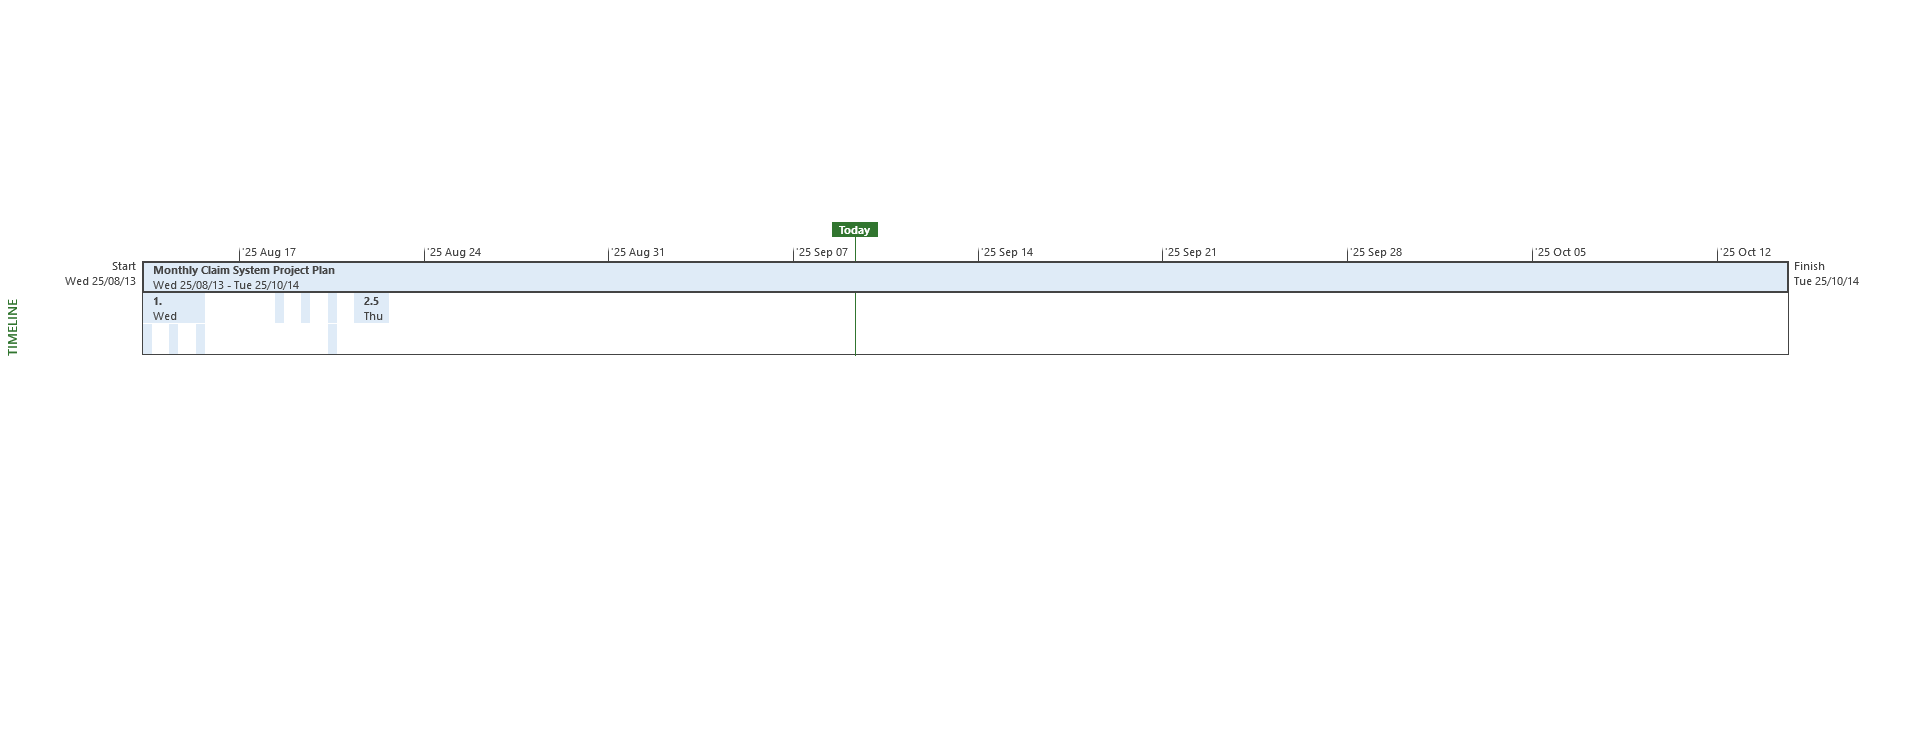 Today
'25 Aug 17
'25 Aug 24
'25 Aug 31
'25 Sep 07
'25 Sep 14
'25 Sep 21
'25 Sep 28
'25 Oct 05
'25 Oct 12
Start
Wed 25/08/13
Monthly Claim System Project Plan
Wed 25/08/13 - Tue 25/10/14
Finish
Tue 25/10/14
1.
Wed
2.5
Thu
TIMELINE